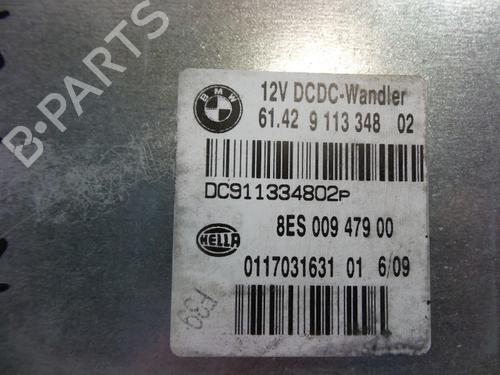 B-PARTS
BMW
12V DCDC-Wandler
61.42 9 113 348 02
DC911334802P
8ES 009 479 00
HELLA
0117031631 01 6/09
F39